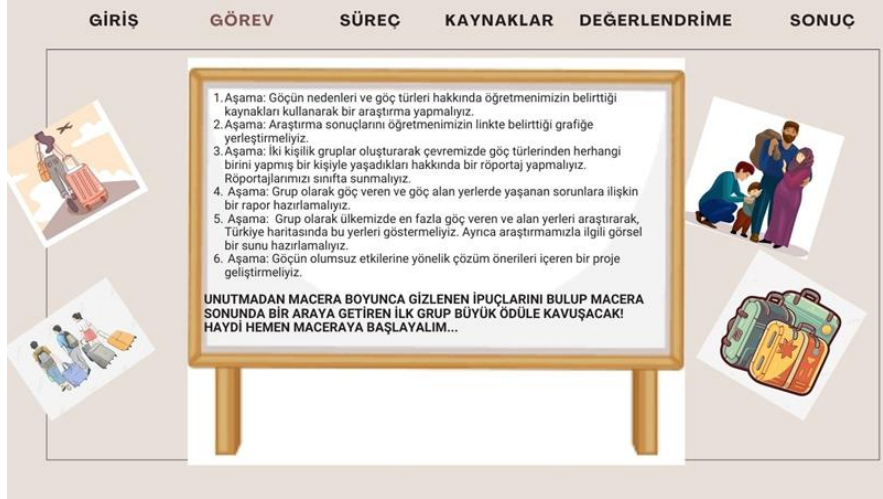 GİRİŞ GÖREV SÜREÇ KAYNAKLAR DEĞERLENDRİME SONUÇ
1. Aşama: Göçün nedenleri ve göç türleri hakkında öğretmenimizin belirttiği
kaynakları kullanarak bir araştırma yapmalıyız.
2. Aşama: Araştırma sonuçlarını öğretmenimizin linkte belirttiği grafiğe
yerleştirmeliyiz.
3. Aşama: İki kişilik gruplar oluşturarak çevremizde göç türlerinden herhangi
birini yapmış bir kişiyle yaşadıkları hakkında bir röportaj yapmalıyız.
Röportajlarımızı sınıfta sunmalıyız.
4. Aşama: Grup olarak göç veren ve göç alan yerlerde yaşanan sorunlara ilişkin
bir rapor hazırlamalıyız.
5. Aşama: Grup olarak ülkemizde en fazla göç veren ve alan yerleri araştırarak,
Türkiye haritasında bu yerleri göstermeliyiz. Ayrıca araştırmamızla ilgili görsel
bir sunu hazırlamalıyız.
6. Aşama: Göçün olumsuz etkilerine yönelik çözüm önerileri içeren bir proje
geliştirmeliyiz.
UNUTMADAN MACERA BOYUNCA GİZLENEN İPUÇLARINI BULUP MACERA
SONUNDA BİR ARAYA GETİREN İLK GRUP BÜYÜK ÖDÜLE KAVUŞACAK!
HAYDİ HEMEN MACERAYA BAŞLAYALIM...